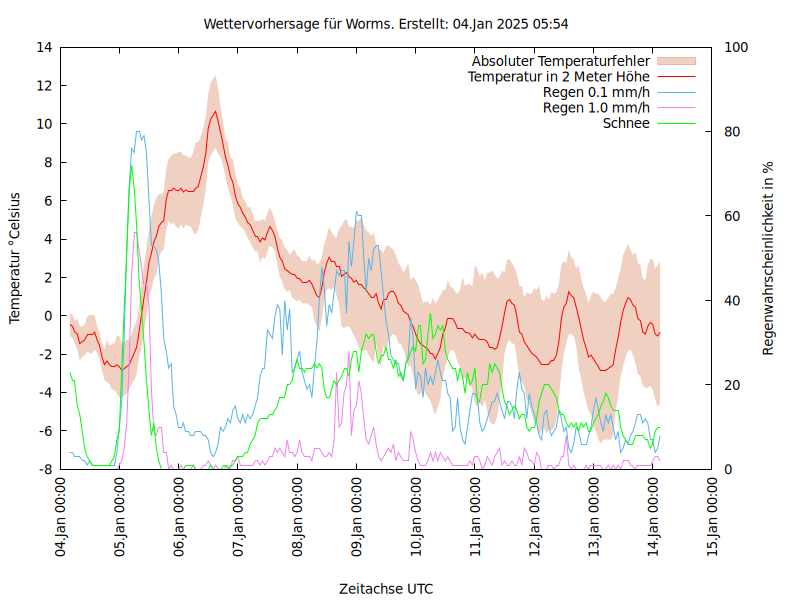 Wettervorhersage für Worms. Erstellt: 04.Jan 2025 05:54
14
12
10
8
6
4
2
0
-2
-4
-6
-8
Temperatur °Celsius
100
80
60
40
20
0
Regenwahrscheinlichkeit in %
Absoluter Temperaturfehler
Temperatur in 2 Meter Höhe
Regen 0.1 mm/h
Regen 1.0 mm/h
Schnee
04.Jan 00:00
05.Jan 00:00
06.Jan 00:00
07.Jan 00:00
08.Jan 00:00
09.Jan 00:00
10.Jan 00:00
11.Jan 00:00
12.Jan 00:00
13.Jan 00:00
14.Jan 00:00
15.Jan 00:00
Zeitachse UTC